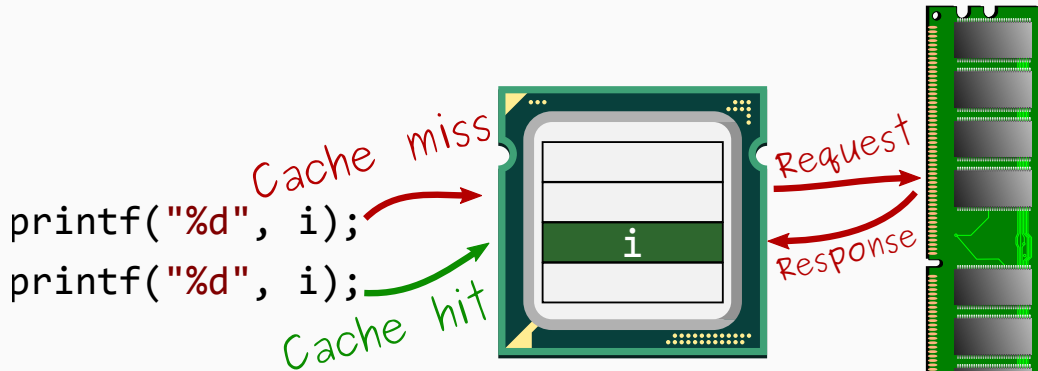 Cache miss
printf("%d", i);
printf("%d", i);
Cache hit
i
Request
Response